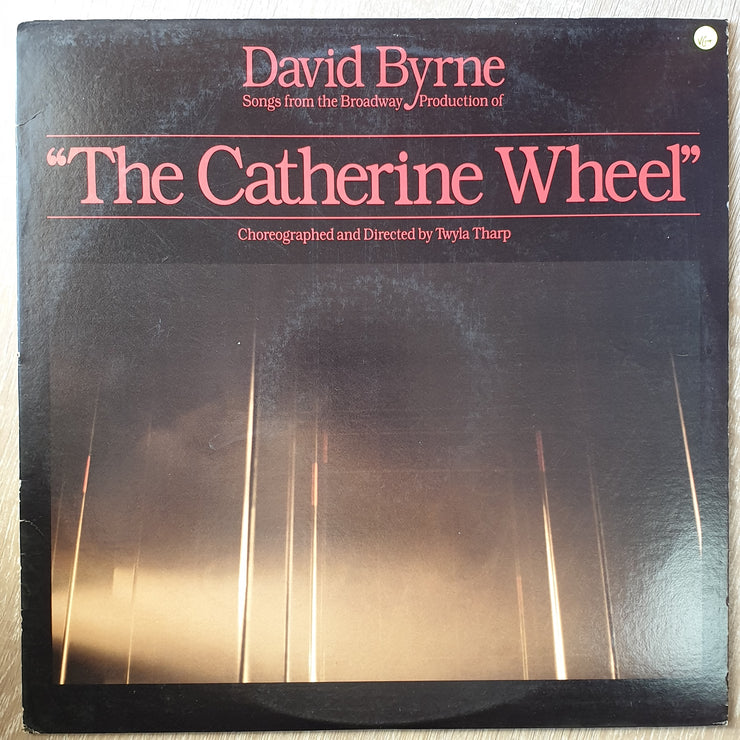 David Byrne
Songs from the Broadway Production of
“The Catherine Wheel”
Choreographed and Directed by Twyla Tharp